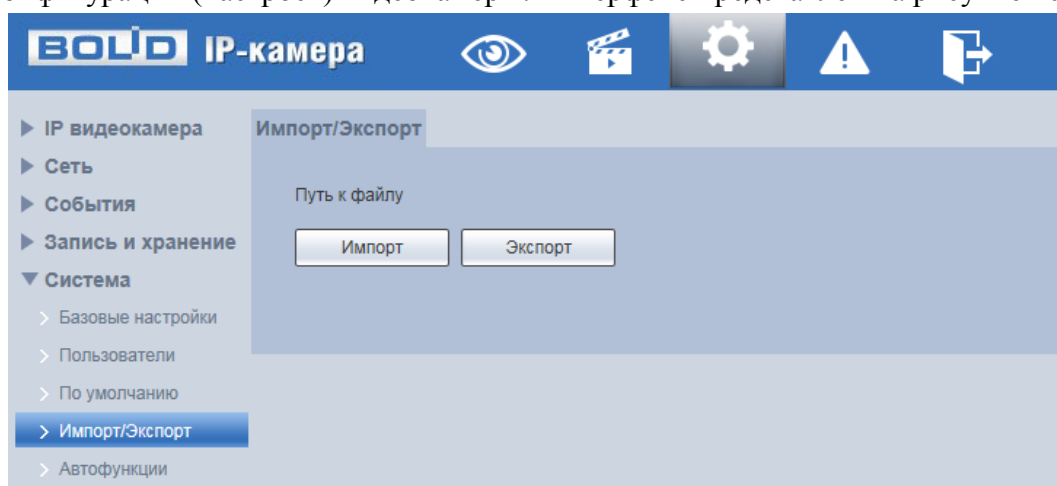 BOLID IP-камера
IP видеокамера
Сеть
События
Запись и хранение
Система
Базовые настройки
Пользователи
По умолчанию
Импорт/Экспорт
Автофункции
Импорт/Экспорт
Путь к файлу
Импорт Экспорт